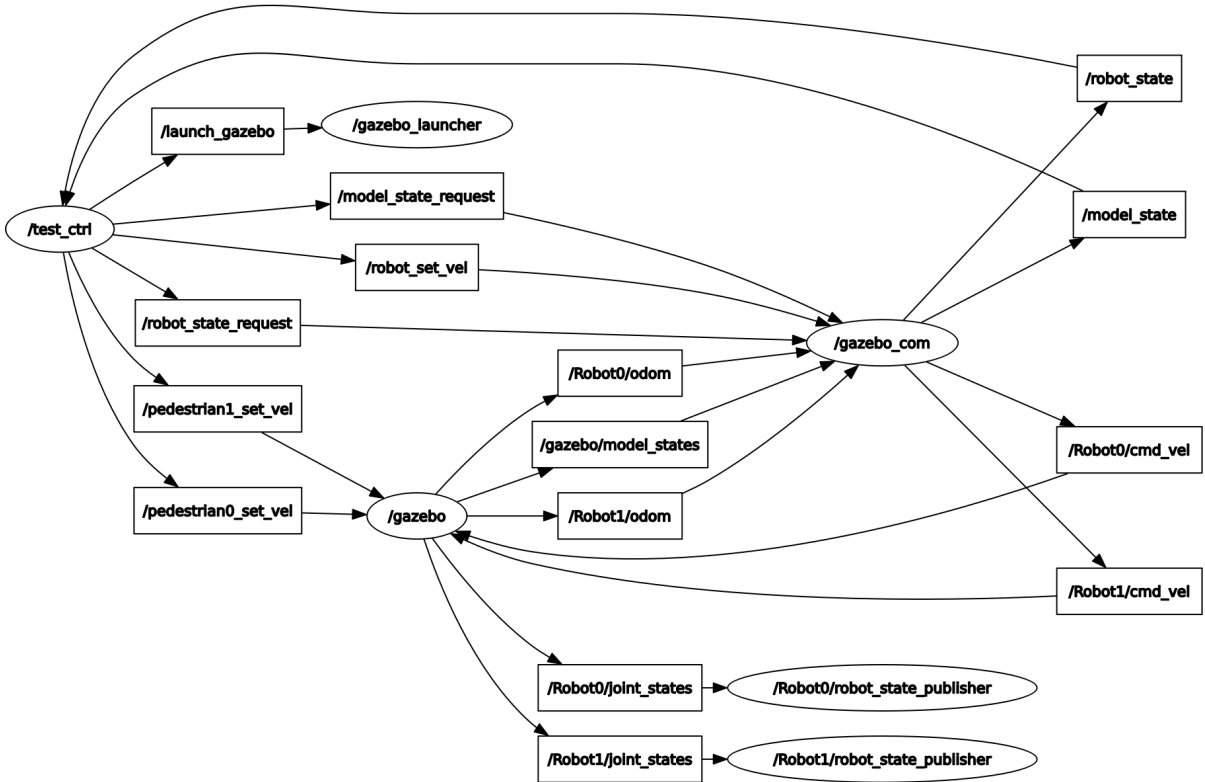 /robot_state
/launch_gazebo
/gazebo_launcher
/model_state_request
/model_state
/test_ctrl
/robot_set_vel
/robot_state_request
/gazebo_com
/Robot0/odom
/pedestrian1_set_vel
/gazebo/model_states
/Robot0/cmd_vel
/pedestrian0_set_vel
/gazebo
/Robot1/odom
/Robot1/cmd_vel
/Robot0/joint_states
/Robot0/robot_state_publisher
/Robot1/joint_states
/Robot1/robot_state_publisher